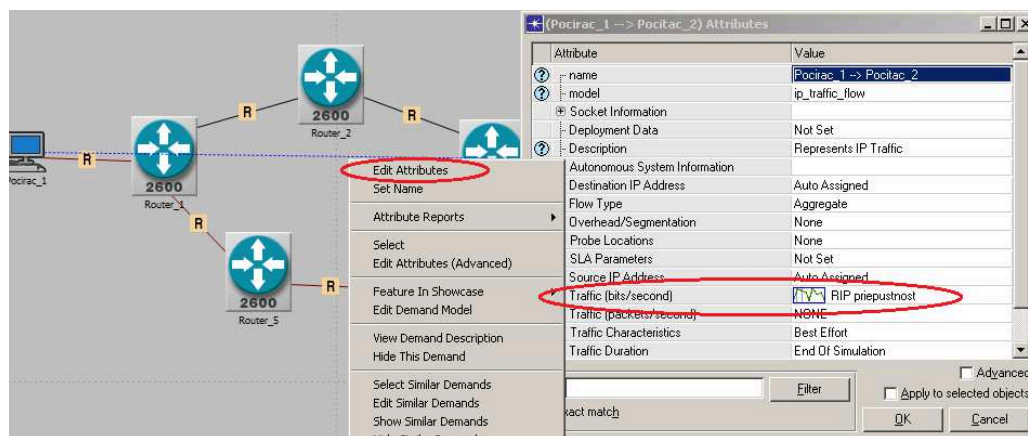 (Pocirac_1 --> Pocitac_2) Attributes
Attribute Value
name Pocirac_1 --> Pocitac_2
model ip_traffic_flow
Socket Information
Deployment Data Not Set
Description Represents IP Traffic
Autonomous System Information
Destination IP Address Auto Assigned
Flow Type Aggregate
Overhead/Segmentation None
Probe Locations None
SLA Parameters Not Set
Source IP Address Auto Assigned
Traffic (bits/second) RIP priepustnost
Traffic (packets/second) NONE
Traffic Characteristics Best Effort
Traffic Duration End Of Simulation
Advanced
Filter
Apply to selected objects
exact match
OK
Cancel
Edit Attributes
Set Name
Attribute Reports
Select
Edit Attributes (Advanced)
Feature In Showcase
Edit Demand Model
View Demand Description
Hide This Demand
Select Similar Demands
Edit Similar Demands
Show Similar Demands
R
2600
Router_2
R
R
Pocirac_1
2600
Router_1
R
2600
Router_5
R